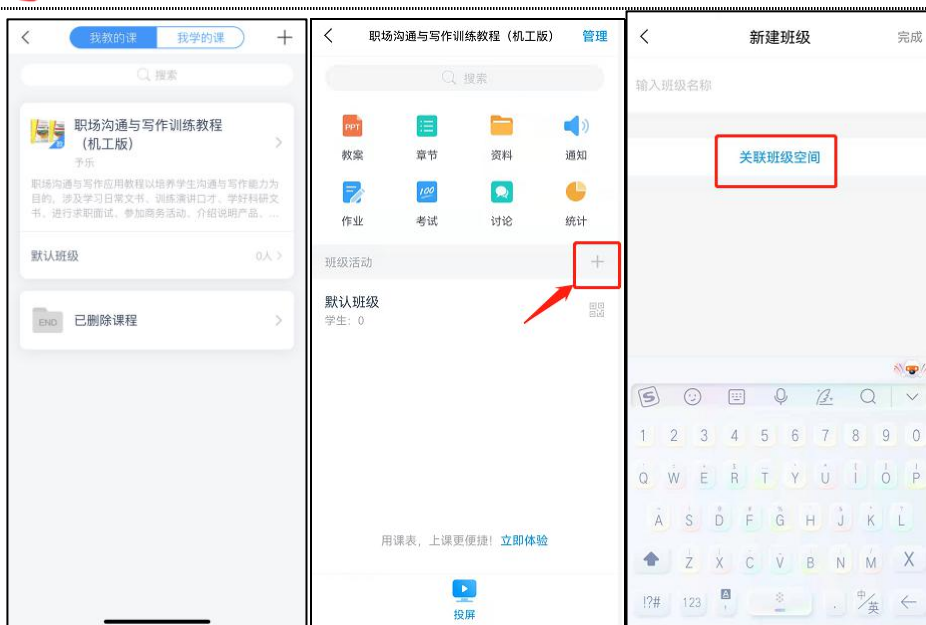 我教的课 我学的课
搜索
职场沟通与写作训练教程
（机工版）
予乐
职场沟通与写作应用教程以培养学生沟通与写作能力为
目的，涉及学习日常文书、训练演讲口才、学好科研文
书、进行求职面试、参加商务活动、介绍说明产品、...
默认班级 0人
END 已删除课程
职场沟通与写作训练教程（机工版） 管理
搜索
PPT
教案 章节 资料 通知
100
作业 考试 讨论 统计
班级活动
默认班级
学生：0
用课表，上课更便捷！立即体验
投屏
新建班级 完成
输入班级名称
关联班级空间
S
1 2 3 4 5 6 7 8 9 0
Q W E R T Y U I O P
A S D F G H J K L
Z X C V B N M X
!?# 123 , . 中/英